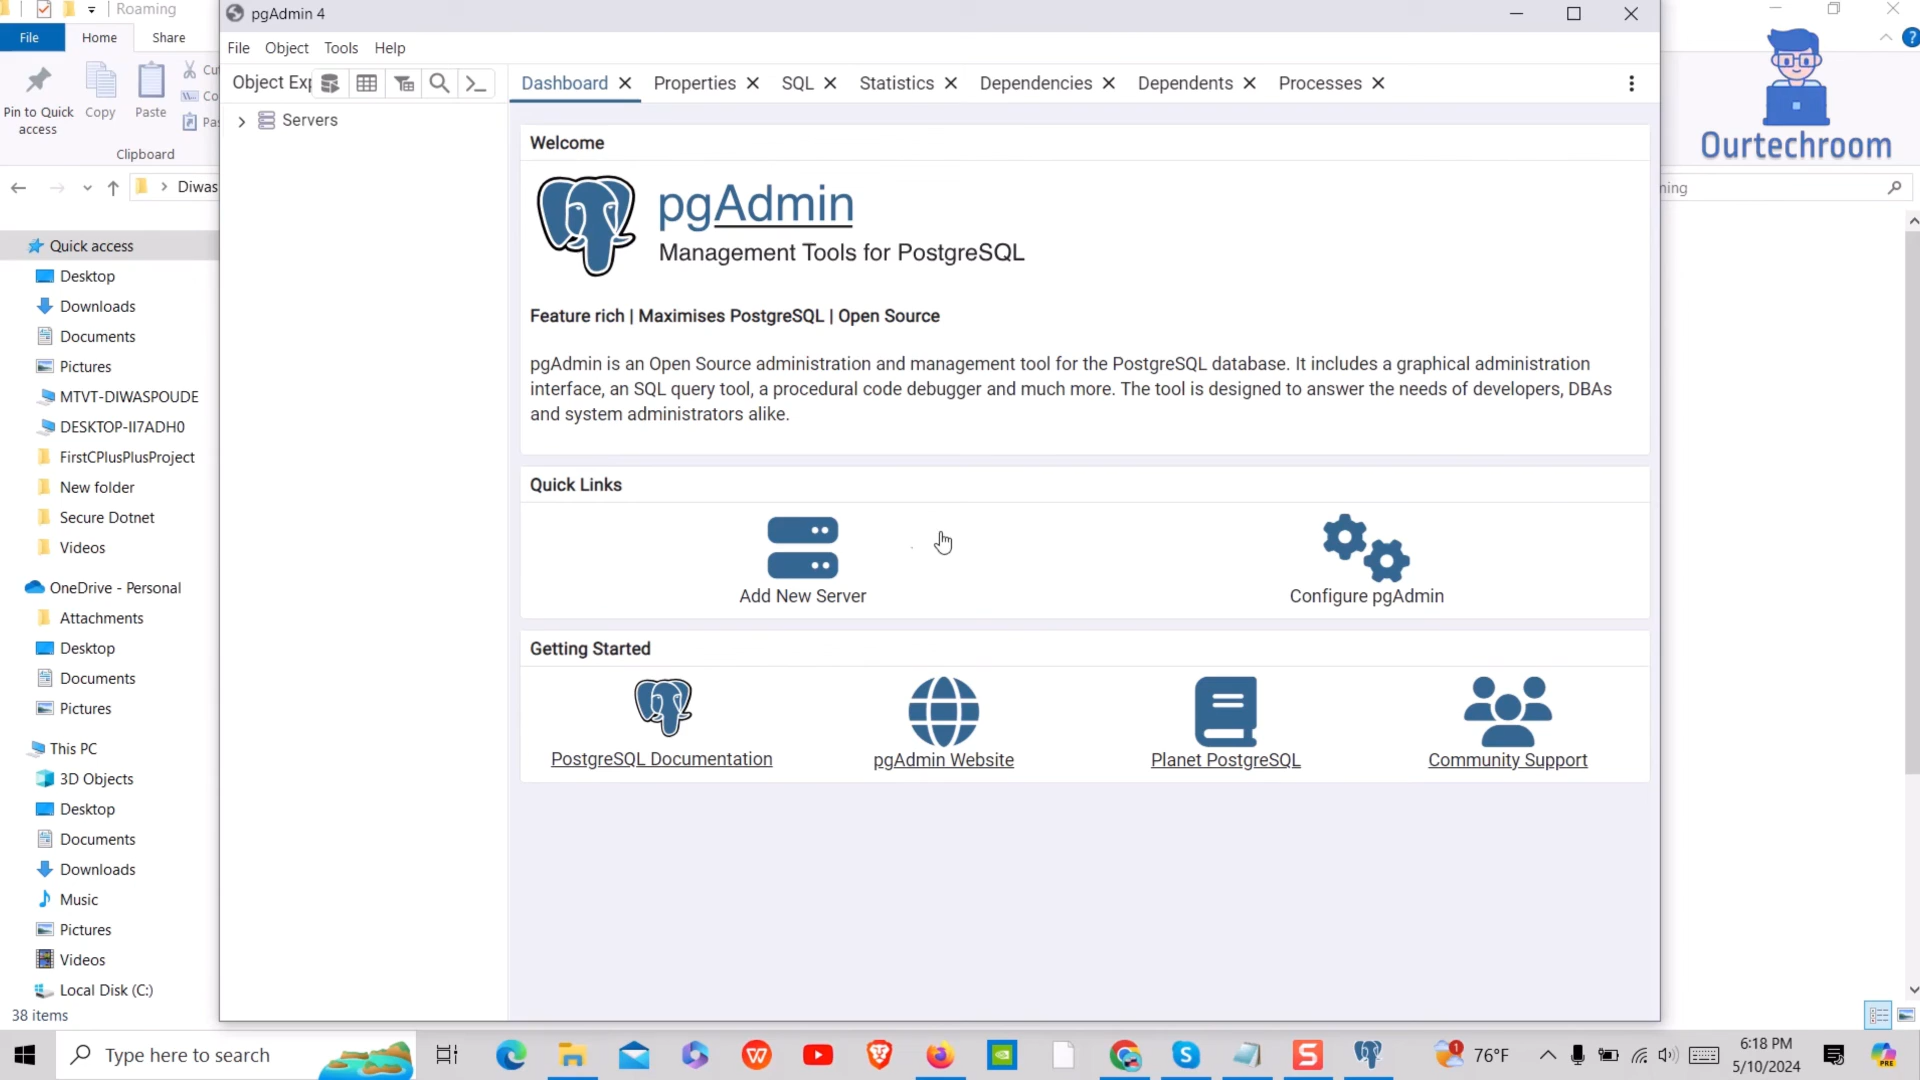 Roaming
pgAdmin 4
File
Home
Share
File Object Tools Help
Object Exp
Dashboard
Properties
SQL
Statistics
Dependencies
Dependents
Processes
Servers
Pin to Quick
access
Copy
Paste
Cu
Co
Pas
Clipboard
Diwas
ning
Ourtechroom
Quick access
Desktop
Downloads
Documents
Pictures
MTVT-DIWASPOUDE
DESKTOP-II7ADH0
FirstCPlusPlusProject
New folder
Secure Dotnet
Videos
OneDrive - Personal
Attachments
Desktop
Documents
Pictures
This PC
3D Objects
Desktop
Documents
Downloads
Music
Pictures
Videos
Local Disk (C:)
38 items
Welcome
pgAdmin
Management Tools for PostgreSQL
Feature rich | Maximises PostgreSQL | Open Source
pgAdmin is an Open Source administration and management tool for the PostgreSQL database. It includes a graphical administration
interface, an SQL query tool, a procedural code debugger and much more. The tool is designed to answer the needs of developers, DBAs
and system administrators alike.
Quick Links
Add New Server
Configure pgAdmin
Getting Started
PostgreSQL Documentation
pgAdmin Website
Planet PostgreSQL
Community Support
Type here to search
76°F
6:18 PM
5/10/2024